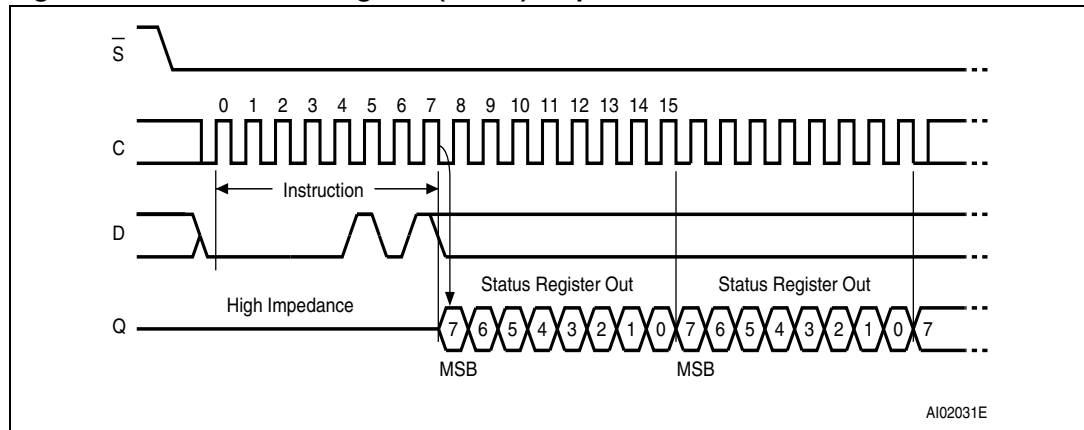 S
0 1 2 3 4 5 6 7 8 9 10 11 12 13 14 15
C
Instruction
D
Status Register Out Status Register Out
High Impedance
Q 7 6 5 4 3 2 1 0 7 6 5 4 3 2 1 0 7
MSB MSB
AI02031E